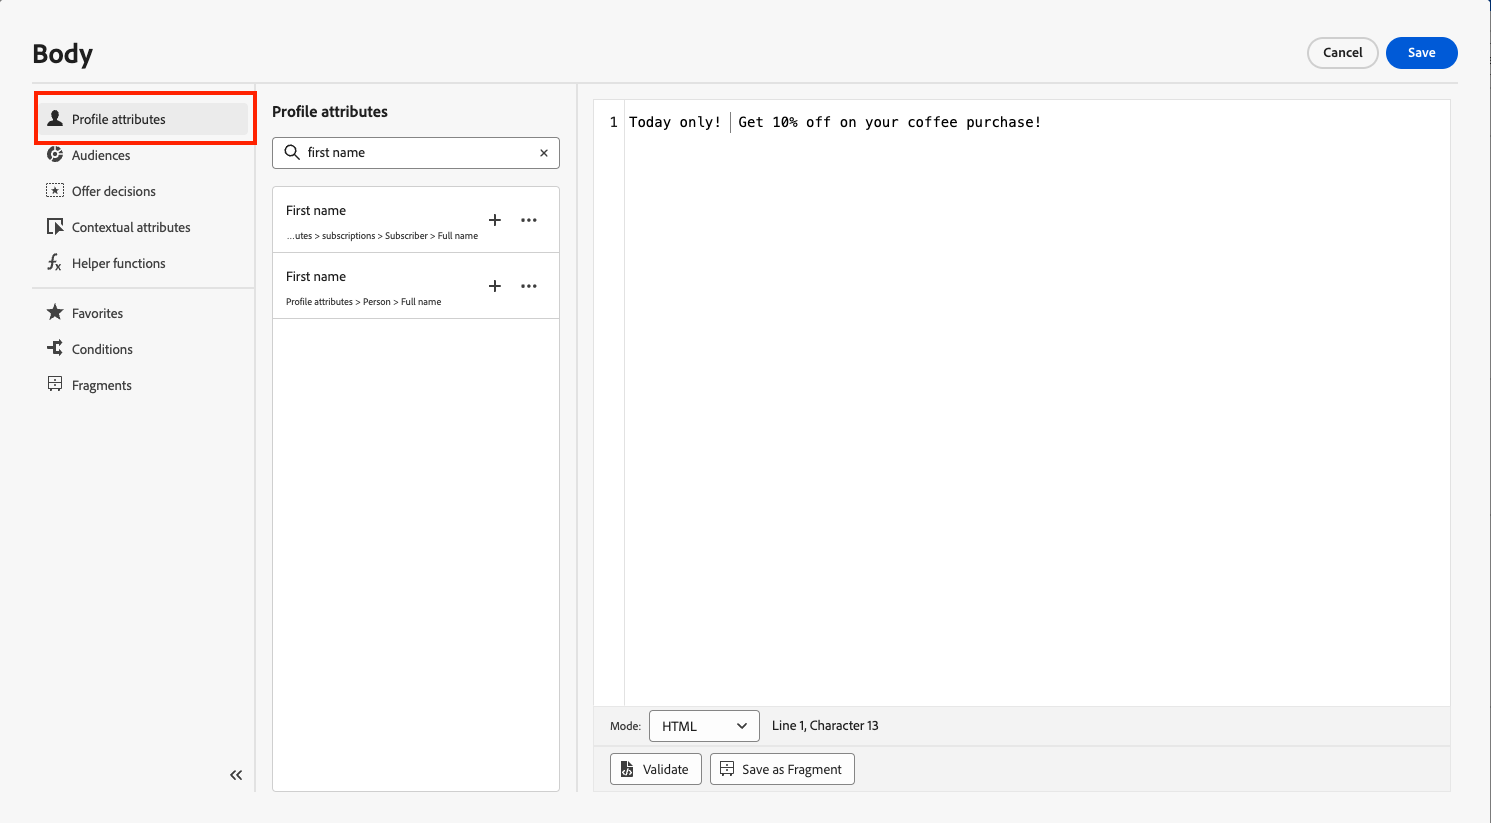 Body
Cancel
Save
Profile attributes
Audiences
Offer decisions
Contextual attributes
Helper functions
Favorites
Conditions
Fragments
Profile attributes
first name
First name
...utes > subscriptions > Subscriber > Full name
First name
Profile attributes > Person > Full name
1 Today only! Get 10% off on your coffee purchase!
Mode: HTML Line 1, Character 13
Validate Save as Fragment